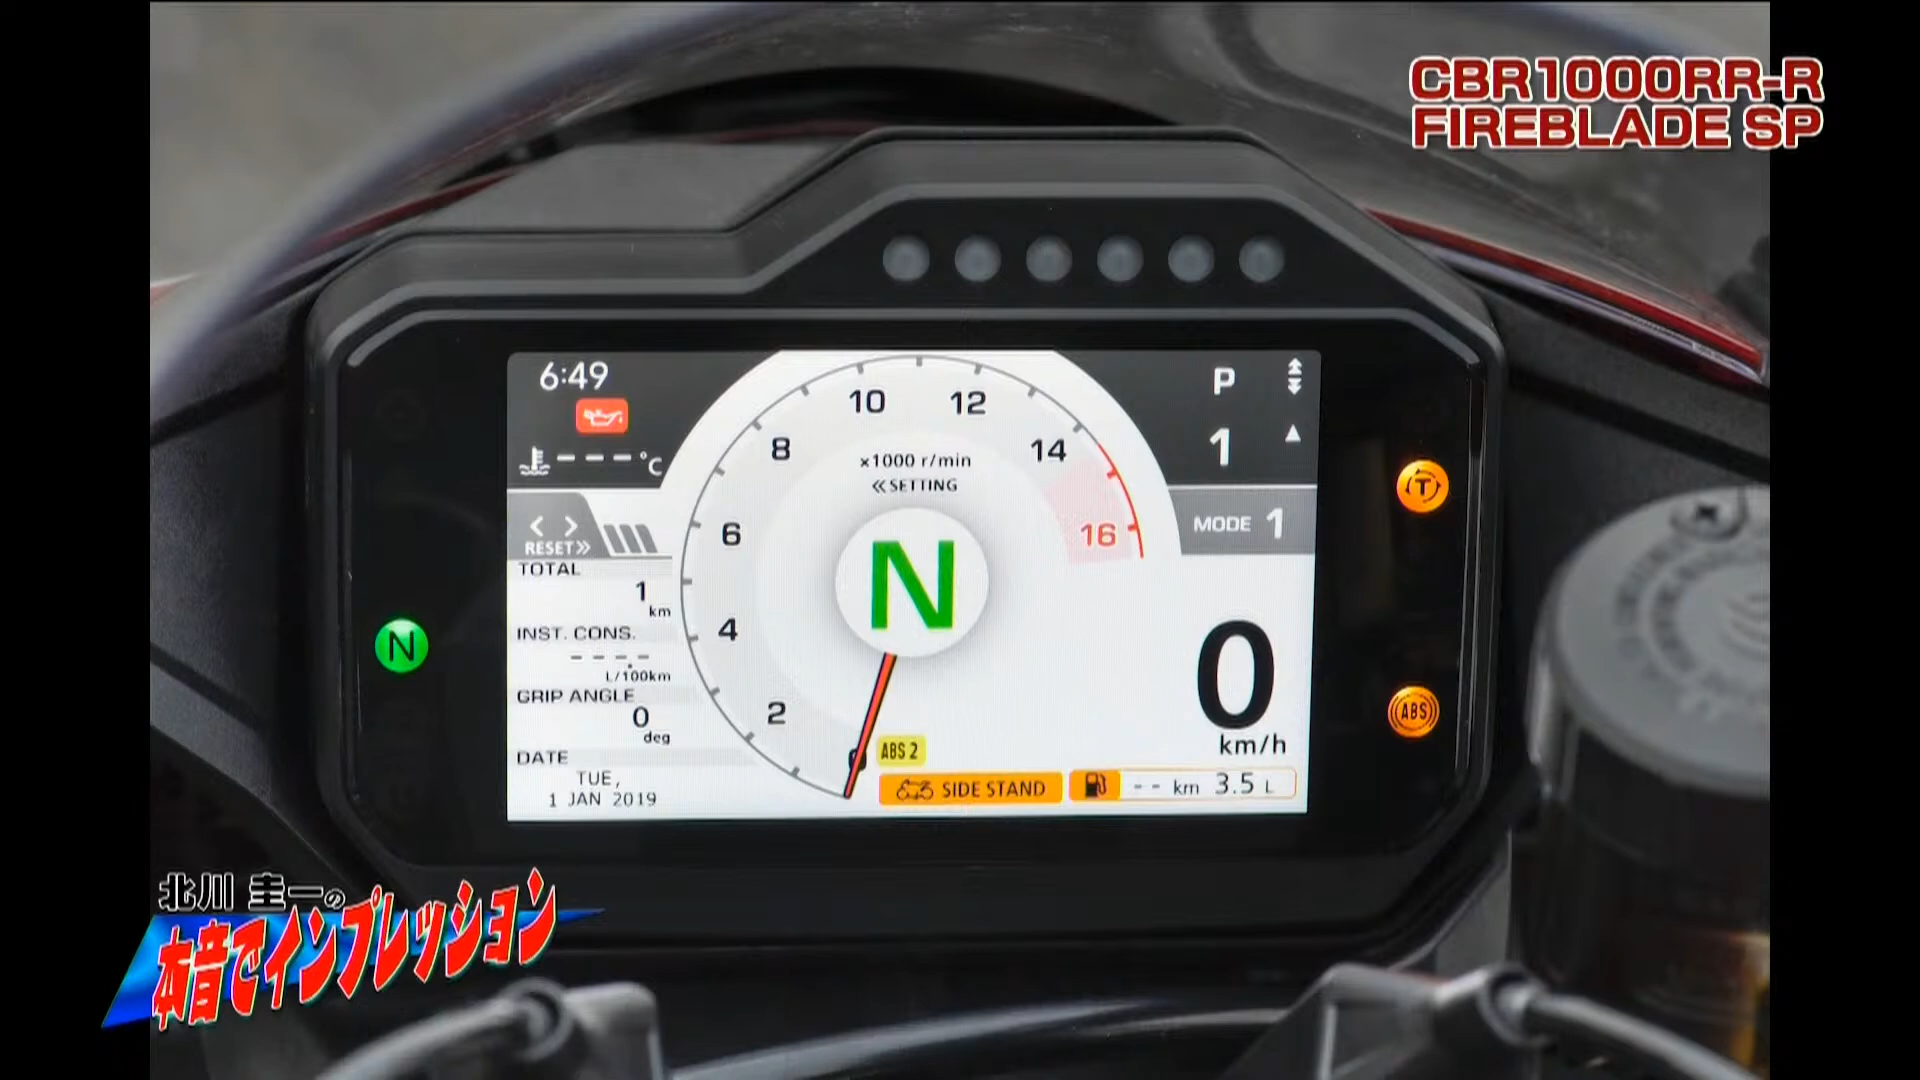 CBR1000RR-R
FIREBLADE SP
6:49
---°C
< >
RESET»
TOTAL
1
km
INST. CONS.
--.--
L/100km
GRIP ANGLE
0
deg
DATE
TUE,
1 JAN 2019
0
2
4
6
8
10
12
14
16
×1000 r/min
«SETTING
N
P
1
MODE 1
0
km/h
ABS 2
SIDE STAND
-- km 3.5 L
N
T
ABS
北川 圭一の
本音でインプレッション